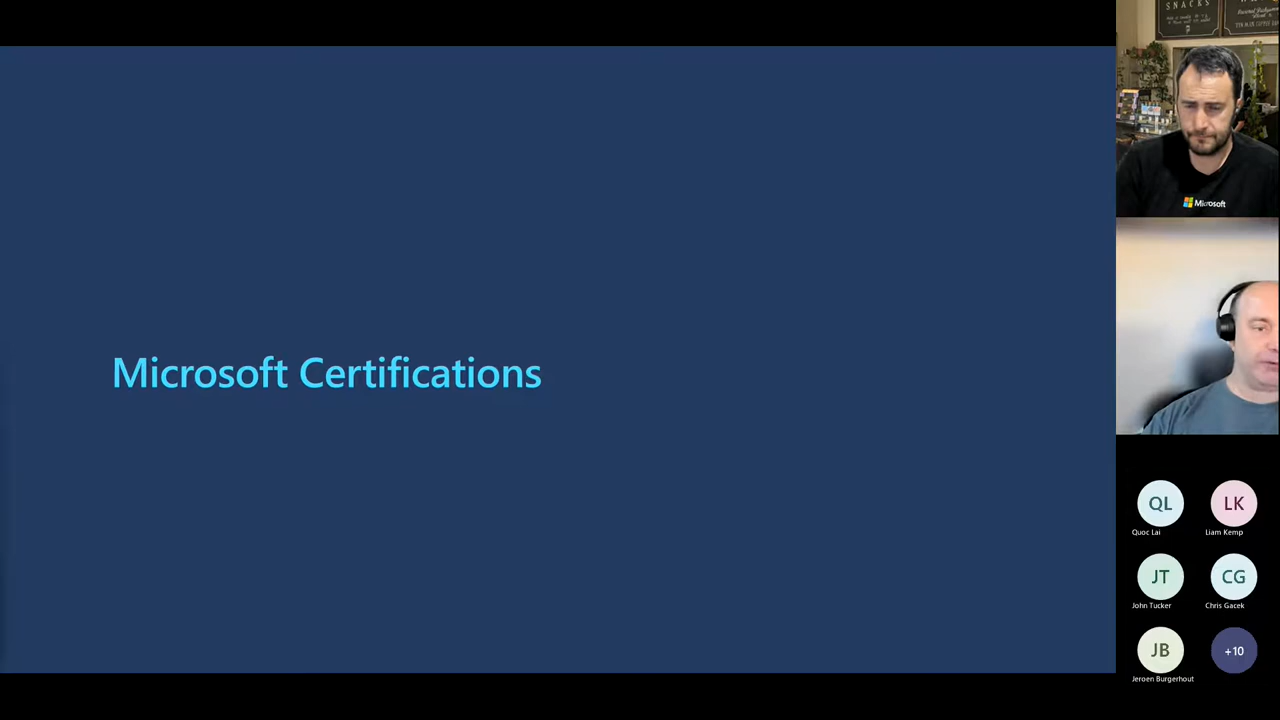 Microsoft Certifications
SNACKS
Microsoft
QL
LK
Quoc Lai
Liam Kemp
JT
CG
John Tucker
Chris Gacek
JB
+10
Jeroen Burgerhout